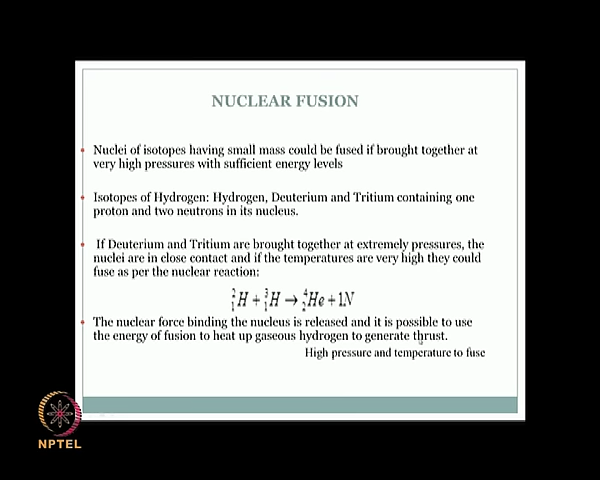 NUCLEAR FUSION
• Nuclei of isotopes having small mass could be fused if brought together at
very high pressures with sufficient energy levels
• Isotopes of Hydrogen: Hydrogen, Deuterium and Tritium containing one
proton and two neutrons in its nucleus.
• If Deuterium and Tritium are brought together at extremely pressures, the
nuclei are in close contact and if the temperatures are very high they could
fuse as per the nuclear reaction:
²₁H + ³₁H → ⁴₂He + 1N
• The nuclear force binding the nucleus is released and it is possible to use
the energy of fusion to heat up gaseous hydrogen to generate thrust.
High pressure and temperature to fuse
NPTEL